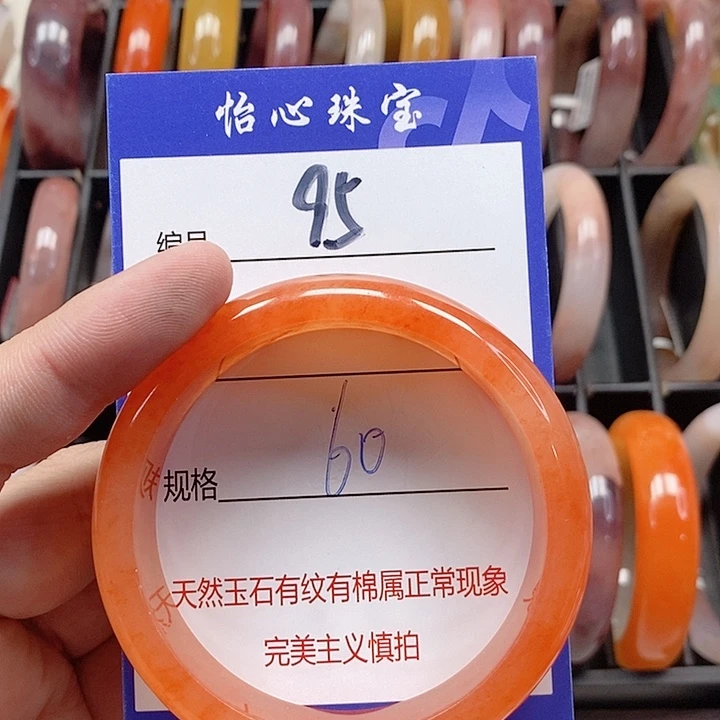 怡心珠宝
编号 95
规格 60
天然玉石有纹有棉属正常现象
完美主义慎拍